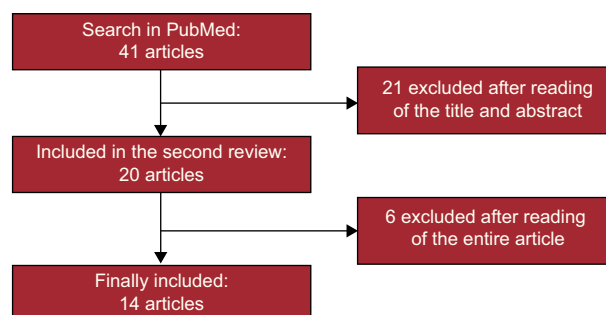 Search in PubMed:
41 articles
21 excluded after reading
of the title and abstract
Included in the second review:
20 articles
6 excluded after reading
of the entire article
Finally included:
14 articles